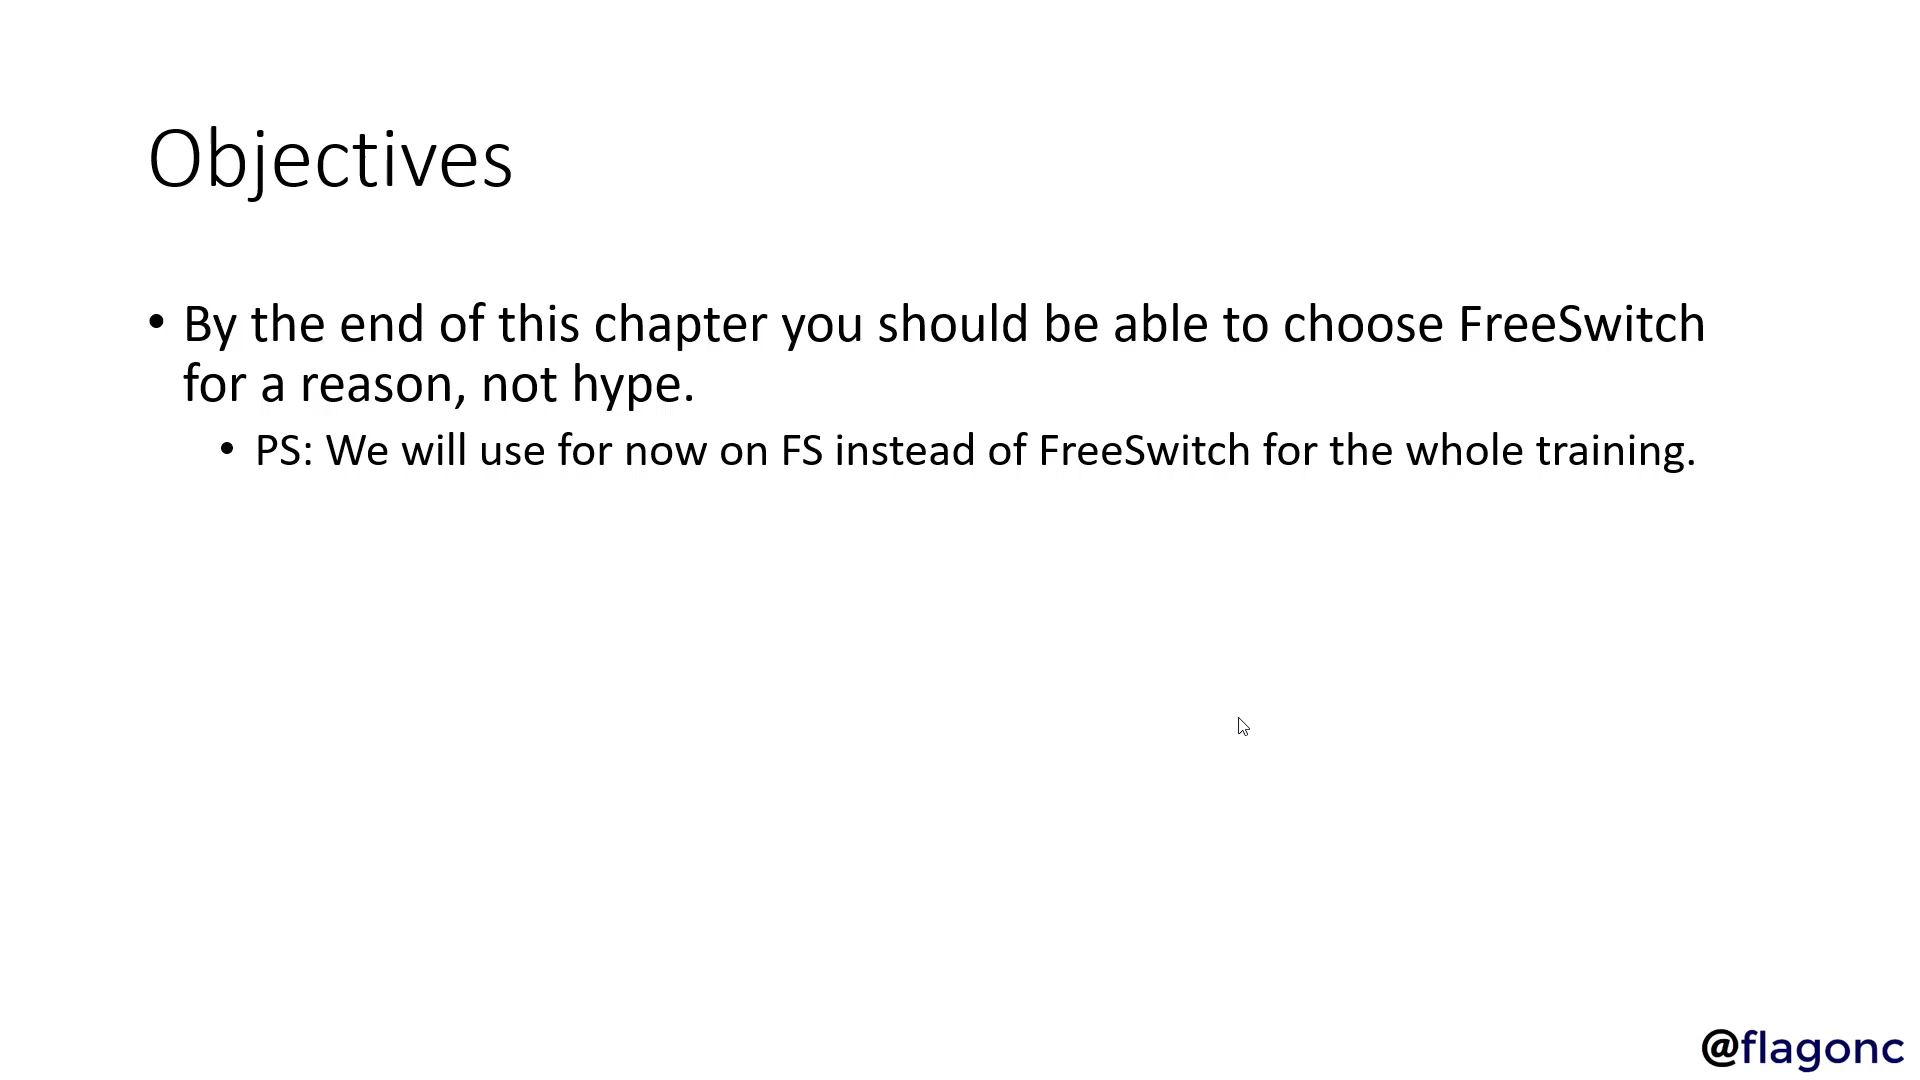 Objectives
• By the end of this chapter you should be able to choose FreeSwitch
for a reason, not hype.
• PS: We will use for now on FS instead of FreeSwitch for the whole training.
@flagonc